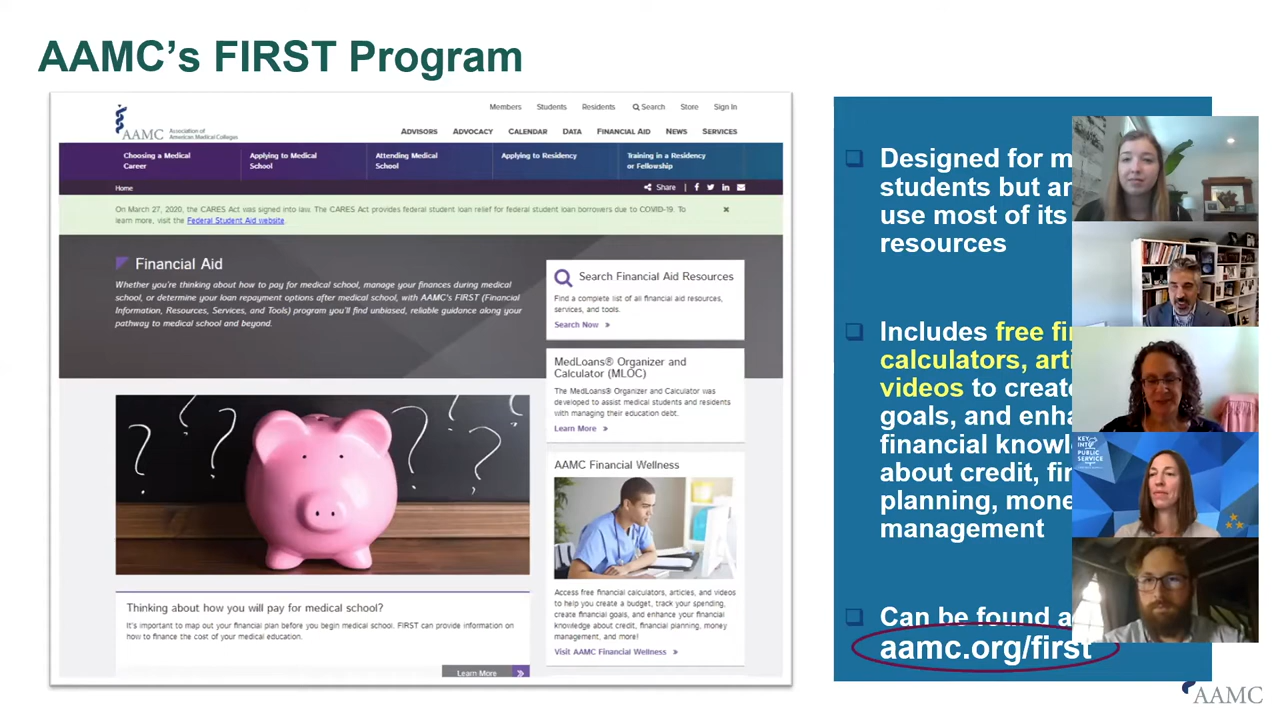 AAMC's FIRST Program
Members Students Residents Search Store Sign In
AAMC Association of
American Medical Colleges
ADVISORS ADVOCACY CALENDAR DATA FINANCIAL AID NEWS SERVICES
Choosing a Medical
Career
Applying to Medical
School
Attending Medical
School
Applying to Residency
Training in a Residency
or Fellowship
Home
Share
On March 27, 2020, the CARES Act was signed into law. The CARES Act provides federal student loan relief for federal student loan borrowers due to COVID-19. To
learn more, visit the Federal Student Aid website.
Financial Aid
Whether you're thinking about how to pay for medical school, manage your finances during medical
school, or determine your loan repayment options after medical school, with AAMC's FIRST (Financial
Information, Resources, Services, and Tools) program you'll find unbiased, reliable guidance along your
pathway to medical school and beyond.
Search Financial Aid Resources
Find a complete list of all financial aid resources,
services, and tools.
Search Now
MedLoans® Organizer and
Calculator (MLOC)
The MedLoans® Organizer and Calculator was
developed to assist medical students and residents
with managing their education debt.
Learn More
AAMC Financial Wellness
Access free financial calculators, articles, and videos
to help you create a budget, track your spending,
create financial goals, and enhance your financial
knowledge about credit, financial planning, money
management, and more!
Visit AAMC Financial Wellness
Thinking about how you will pay for medical school?
It's important to map out your financial plan before you begin medical school. FIRST can provide information on
how to finance the cost of your medical education.
Learn More
Designed for m
students but an
use most of its
resources
Includes free fi
calculators, arti
videos to create
goals, and enha
financial knowl
about credit, fin
planning, mone
management
Can be found a
aamc.org/first
KEY
INTO
PUBLIC
SERVICE
AAMC